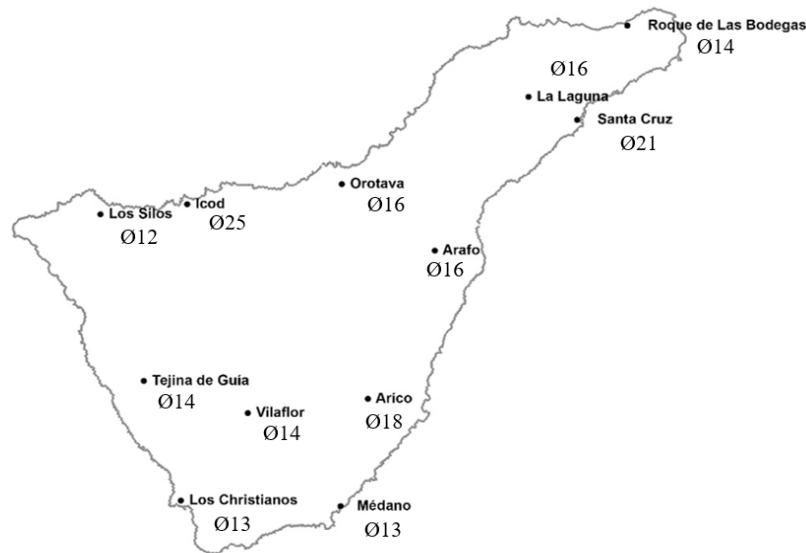 Roque de Las Bodegas
Ø14
Ø16
La Laguna
Santa Cruz
Ø21
Orotava
Ø16
Icod
Ø25
Los Silos
Ø12
Arafo
Ø16
Tejina de Guía
Ø14
Arico
Ø18
Vilaflor
Ø14
Los Christianos
Ø13
Médano
Ø13